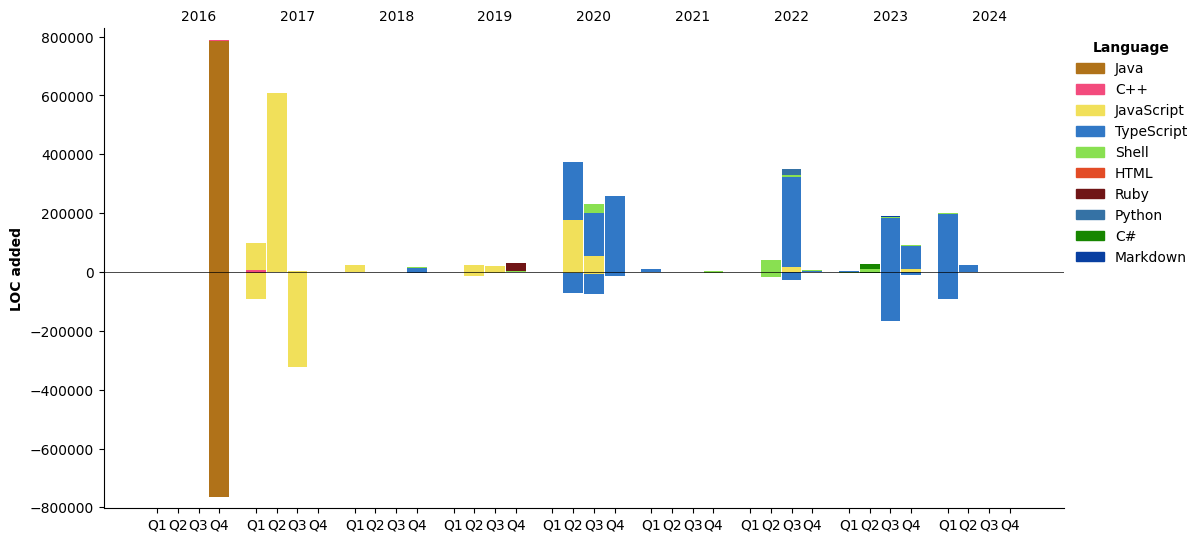 2016 2017 2018 2019 2020 2021 2022 2023 2024
LOC added
800000
600000
400000
200000
0
−200000
−400000
−600000
−800000
Q1 Q2 Q3 Q4 Q1 Q2 Q3 Q4 Q1 Q2 Q3 Q4 Q1 Q2 Q3 Q4 Q1 Q2 Q3 Q4 Q1 Q2 Q3 Q4 Q1 Q2 Q3 Q4 Q1 Q2 Q3 Q4 Q1 Q2 Q3 Q4
Language
Java
C++
JavaScript
TypeScript
Shell
HTML
Ruby
Python
C#
Markdown